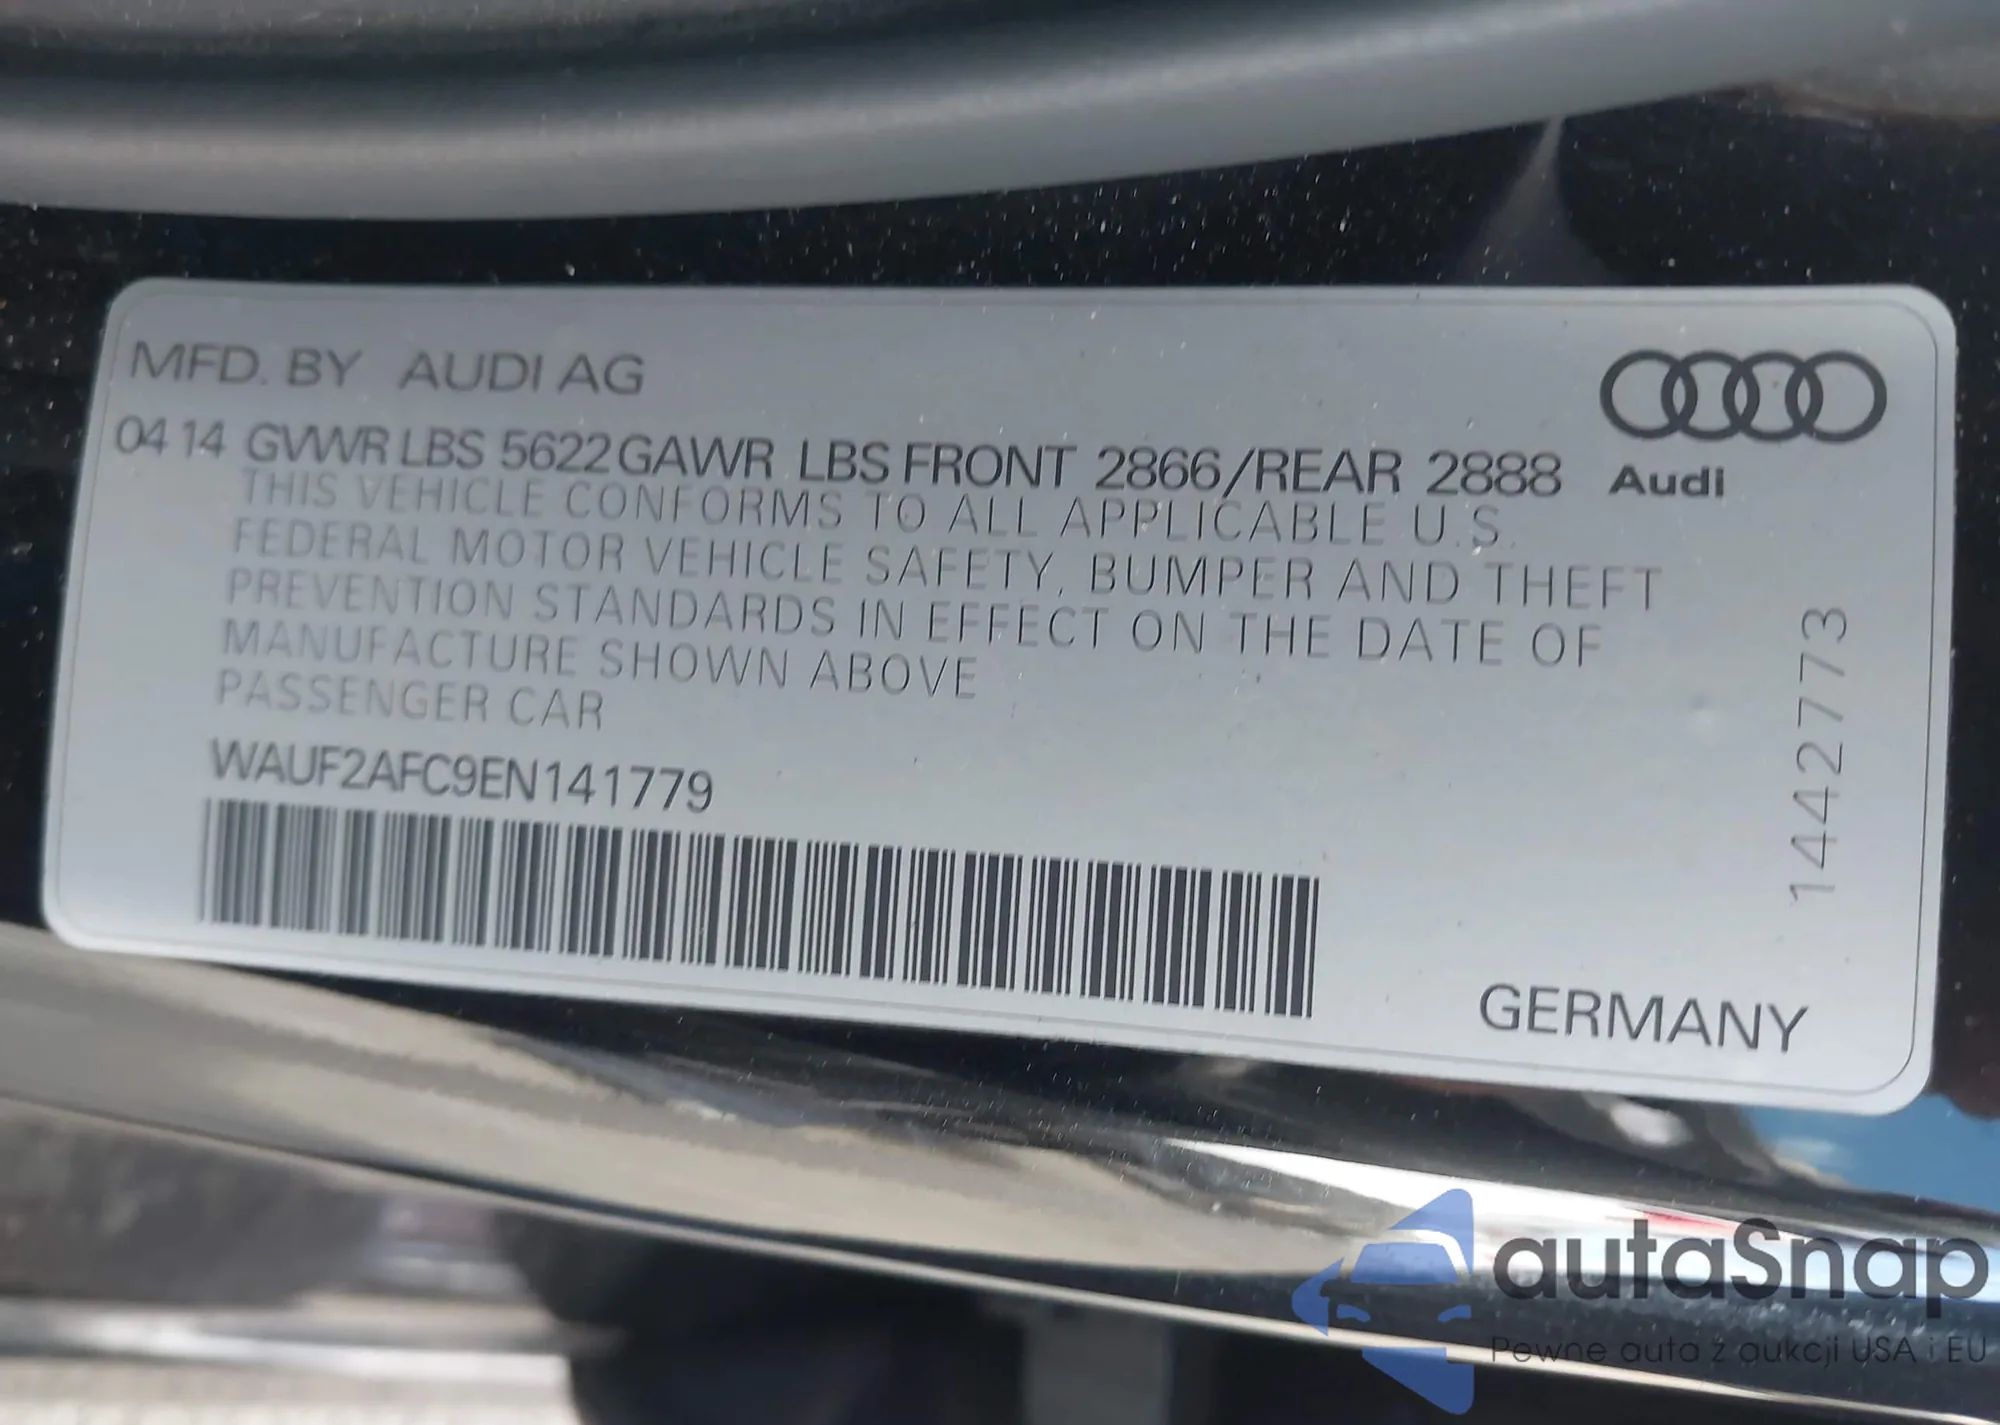 MFD. BY AUDI AG
04 14 GVWR LBS 5622 GAWR LBS FRONT 2866/REAR 2888
Audi
THIS VEHICLE CONFORMS TO ALL APPLICABLE U.S.
FEDERAL MOTOR VEHICLE SAFETY, BUMPER AND THEFT
PREVENTION STANDARDS IN EFFECT ON THE DATE OF
MANUFACTURE SHOWN ABOVE
PASSENGER CAR
WAUF2AFC9EN141779
1442773
GERMANY
autaSnap
Pewne auta z aukcji USA i EU